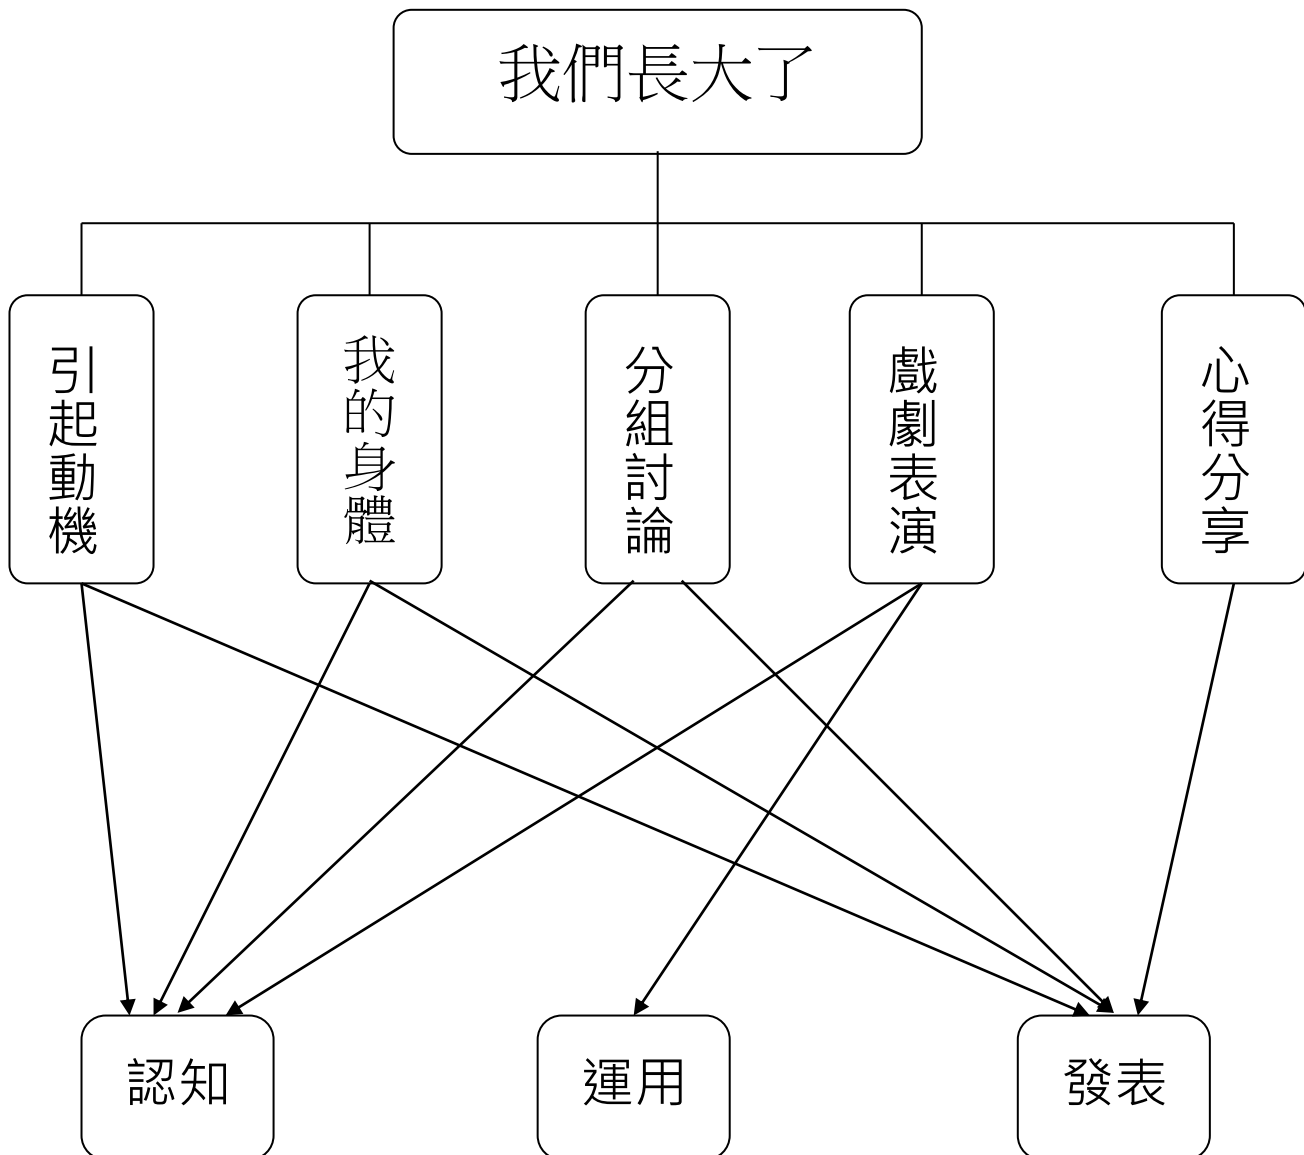 我們長大了
引起動機
我的身體
分組討論
戲劇表演
心得分享
認知
運用
發表